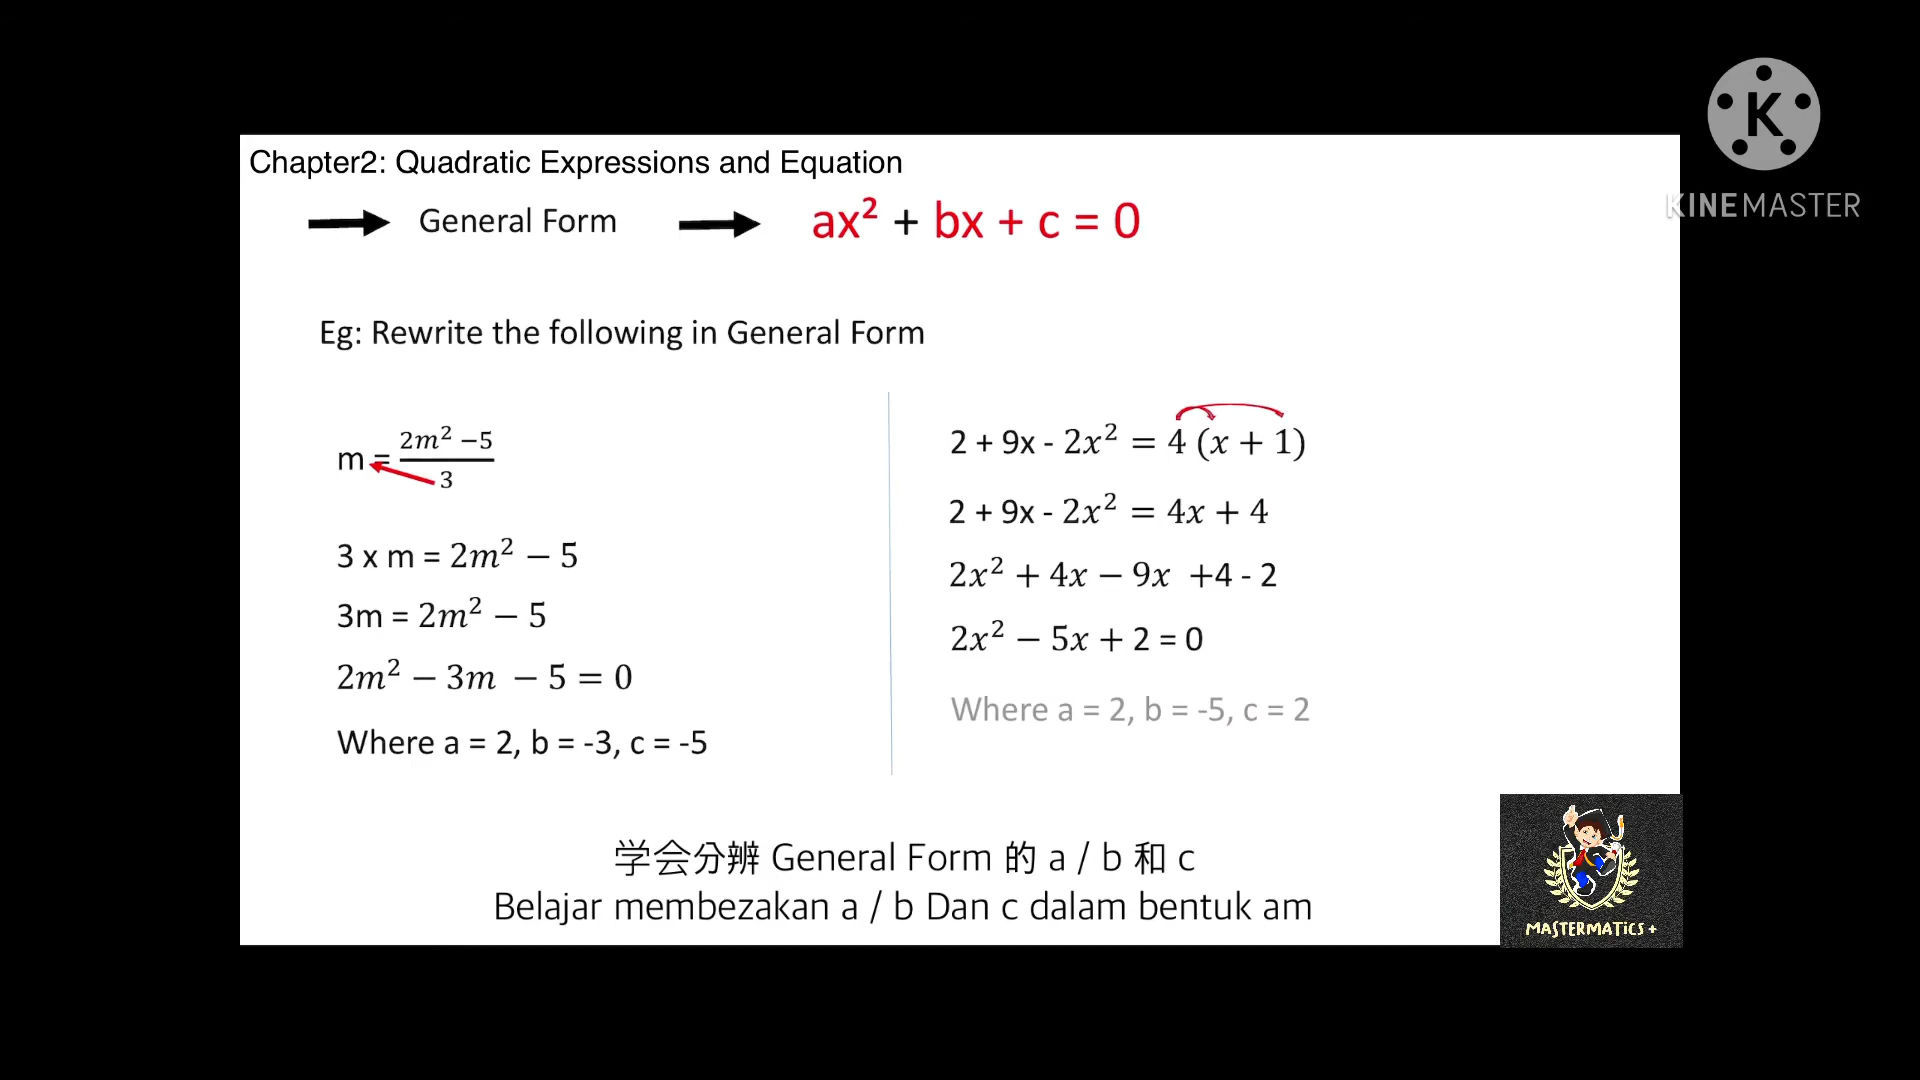 Chapter2: Quadratic Expressions and Equation
General Form
ax² + bx + c = 0
Eg: Rewrite the following in General Form
m = \frac{2m² −5}{3}
3 x m = 2m² − 5
3m = 2m² − 5
2m² − 3m − 5 = 0
Where a = 2, b = -3, c = -5
2 + 9x - 2x² = 4 (x + 1)
2 + 9x - 2x² = 4x + 4
2x² + 4x − 9x +4 - 2
2x² − 5x + 2 = 0
Where a = 2, b = -5, c = 2
学会分辨 General Form 的 a / b 和 c
Belajar membezakan a / b Dan c dalam bentuk am
K
KINEMASTER
MASTERMATiCS +